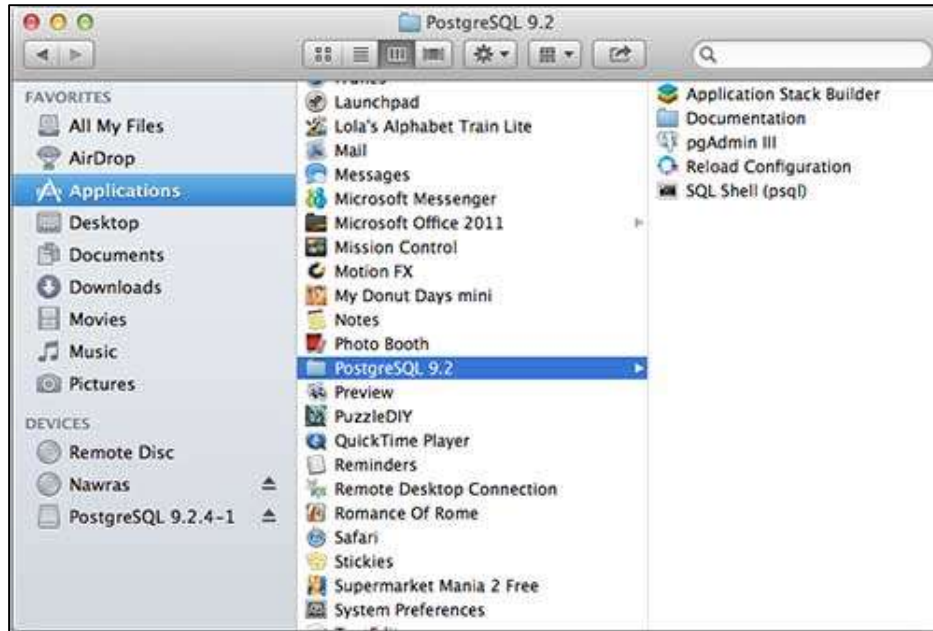 PostgreSQL 9.2
FAVORITES
All My Files
AirDrop
Applications
Desktop
Documents
Downloads
Movies
Music
Pictures
DEVICES
Remote Disc
Nawras
PostgreSQL 9.2.4-1
Launchpad
Lola's Alphabet Train Lite
Mail
Messages
Microsoft Messenger
Microsoft Office 2011
Mission Control
Motion FX
My Donut Days mini
Notes
Photo Booth
PostgreSQL 9.2
Preview
PuzzleDIY
QuickTime Player
Reminders
Remote Desktop Connection
Romance Of Rome
Safari
Stickies
Supermarket Mania 2 Free
System Preferences
Application Stack Builder
Documentation
pgAdmin III
Reload Configuration
SQL Shell (psql)